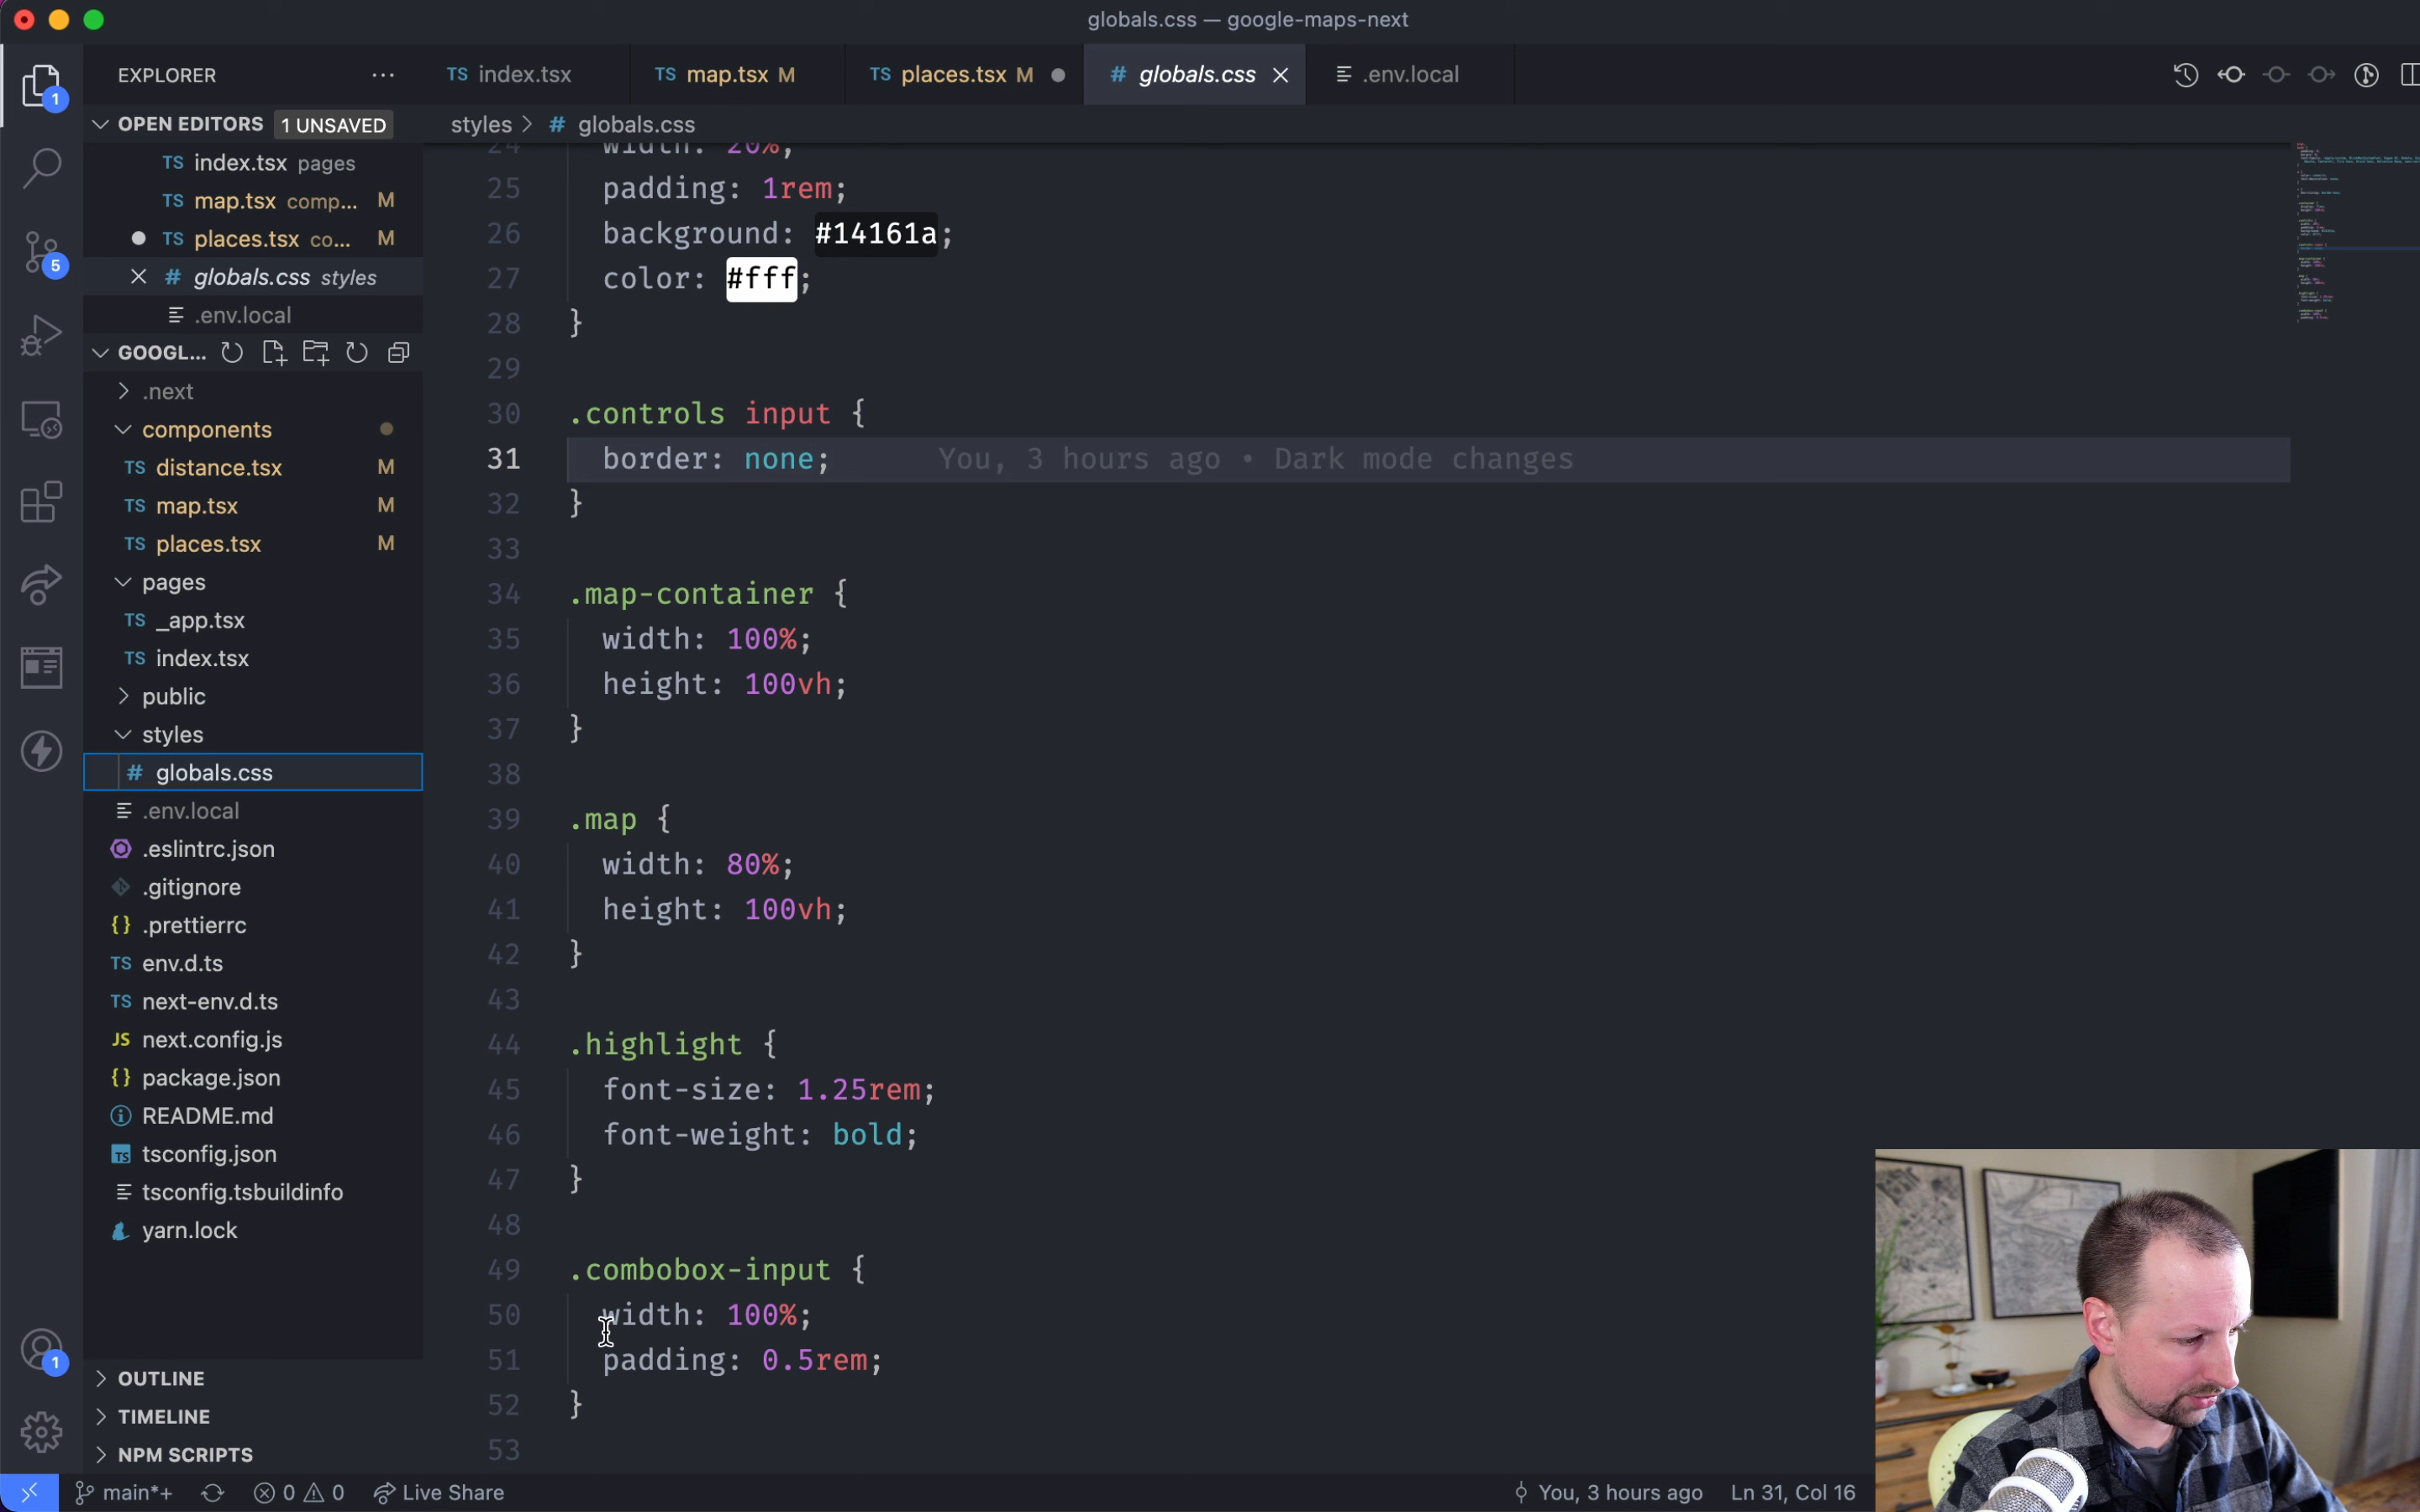 globals.css — google-maps-next
EXPLORER
TS index.tsx
TS map.tsx M
TS places.tsx M
# globals.css
.env.local
OPEN EDITORS 1 UNSAVED
TS index.tsx pages
TS map.tsx comp... M
TS places.tsx co... M
# globals.css styles
.env.local
GOOGL...
.next
components
TS distance.tsx M
TS map.tsx M
TS places.tsx M
pages
TS _app.tsx
TS index.tsx
public
styles
# globals.css
.env.local
.eslintrc.json
.gitignore
{} .prettierrc
TS env.d.ts
TS next-env.d.ts
JS next.config.js
{} package.json
README.md
TS tsconfig.json
tsconfig.tsbuildinfo
yarn.lock
OUTLINE
TIMELINE
NPM SCRIPTS
1
5
1
styles > # globals.css
24 width: 20%;
25 padding: 1rem;
26 background: #14161a;
27 color: #fff;
28 }
29
30 .controls input {
31 border: none; You, 3 hours ago • Dark mode changes
32 }
33
34 .map-container {
35 width: 100%;
36 height: 100vh;
37 }
38
39 .map {
40 width: 80%;
41 height: 100vh;
42 }
43
44 .highlight {
45 font-size: 1.25rem;
46 font-weight: bold;
47 }
48
49 .combobox-input {
50 width: 100%;
51 padding: 0.5rem;
52 }
53
main*+ 0 0 Live Share
You, 3 hours ago Ln 31, Col 16